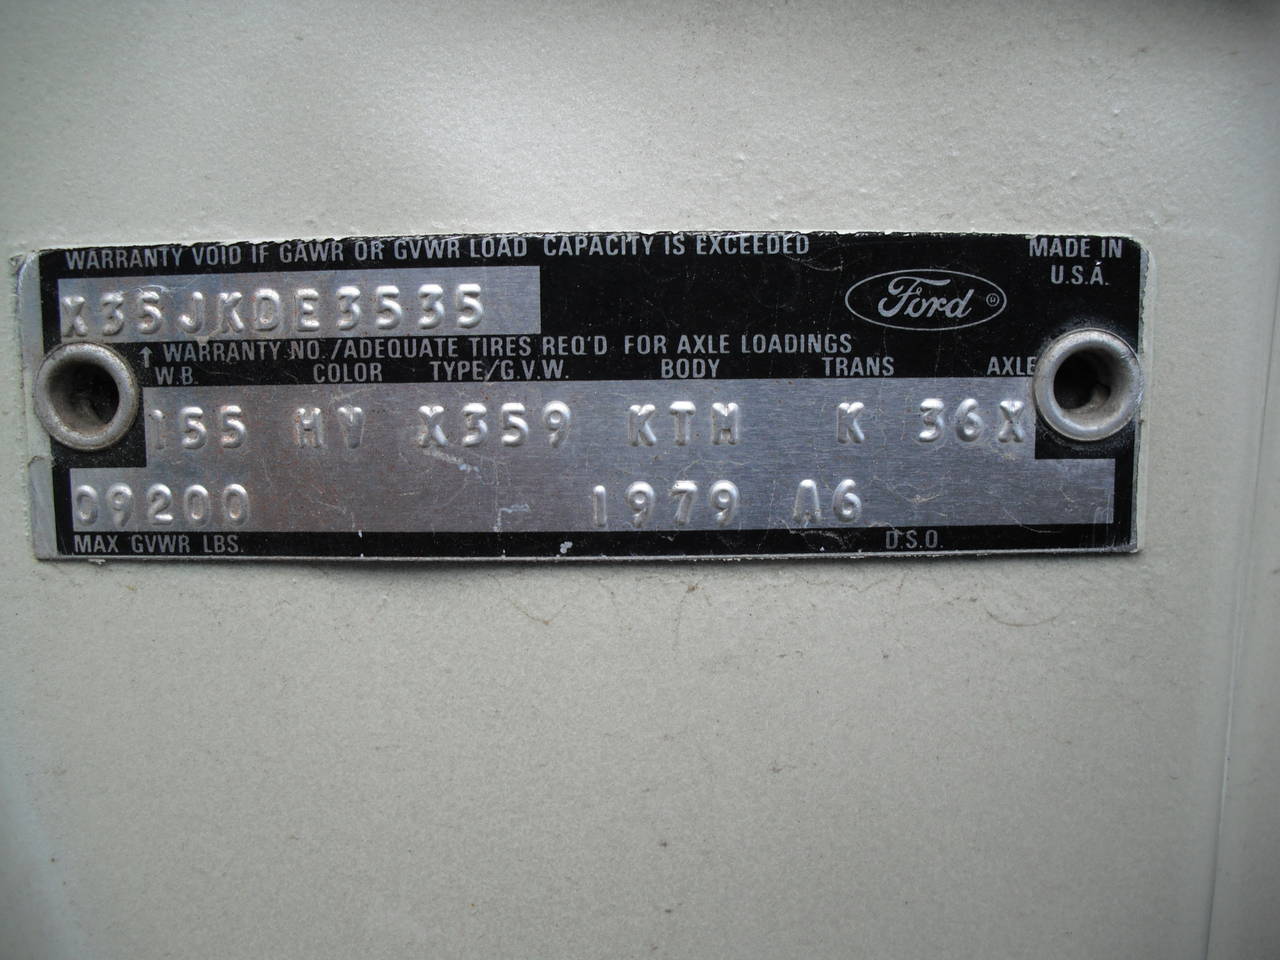 WARRANTY VOID IF GAWR OR GVWR LOAD CAPACITY IS EXCEEDED
MADE IN
U.S.A.
X35JKDE3535
Ford
↑ WARRANTY NO./ADEQUATE TIRES REQ'D FOR AXLE LOADINGS
W.B. COLOR TYPE/G.V.W. BODY TRANS AXLE
155 HV X359 KTH K 36X
09200 1979 A6
MAX GVWR LBS. D.S.O.